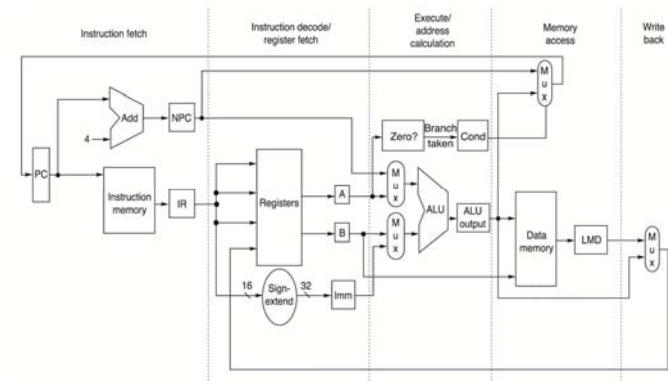 Instruction fetch
Instruction decode/
register fetch
Execute/
address
calculation
Memory
access
Write
back
M
u
x
Add
NPC
4
Zero?
Branch
taken
Cond
PC
Instruction
memory
IR
Registers
A
B
M
u
x
M
u
x
ALU
ALU
output
Data
memory
LMD
M
u
x
16
Sign-
extend
32
Imm